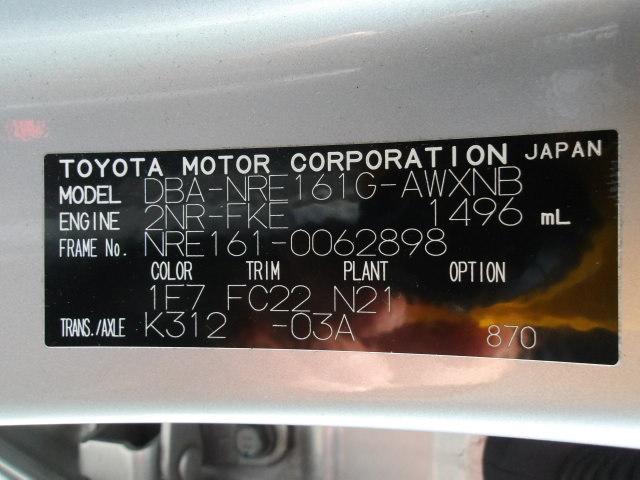 TOYOTA MOTOR CORPORATION JAPAN
MODEL DBA-NRE161G-AWXNB
ENGINE 2NR-FKE 1496 mL
FRAME No. NRE161-0062898
COLOR TRIM PLANT OPTION
1F7 FC22 N21
TRANS./AXLE K312 -03A 870